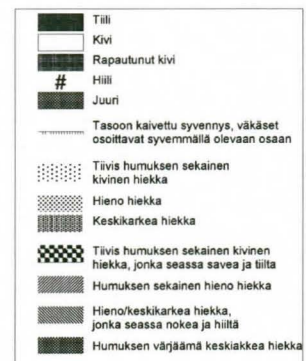 Tiili
Kivi
Rapautunut kivi
# Hiili
Juuri
Tasoon kaivettu syvennys, väkäset
osoittavat syvemmällä olevaan osaan
Tiivis humuksen sekainen
kivinen hiekka
Hieno hiekka
Keskikarkea hiekka
Tiivis humuksen sekainen kivinen
hiekka, jonka seassa savea ja tiiltä
Humuksen sekainen hieno hiekka
Hieno/keskikarkea hiekka,
jonka seassa nokea ja hiiltä
Humuksen värjäämä keskiakkea hiekka